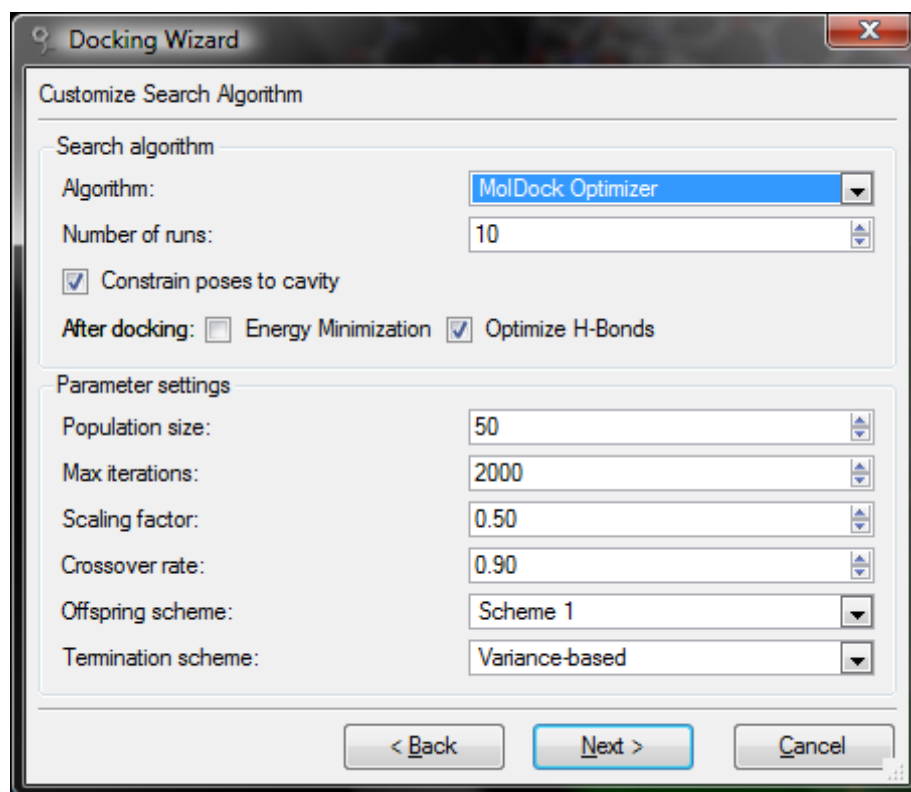 Docking Wizard
Customize Search Algorithm
Search algorithm
Algorithm: MolDock Optimizer
Number of runs: 10
Constrain poses to cavity
After docking: Energy Minimization Optimize H-Bonds
Parameter settings
Population size: 50
Max iterations: 2000
Scaling factor: 0.50
Crossover rate: 0.90
Offspring scheme: Scheme 1
Termination scheme: Variance-based
< Back Next > Cancel